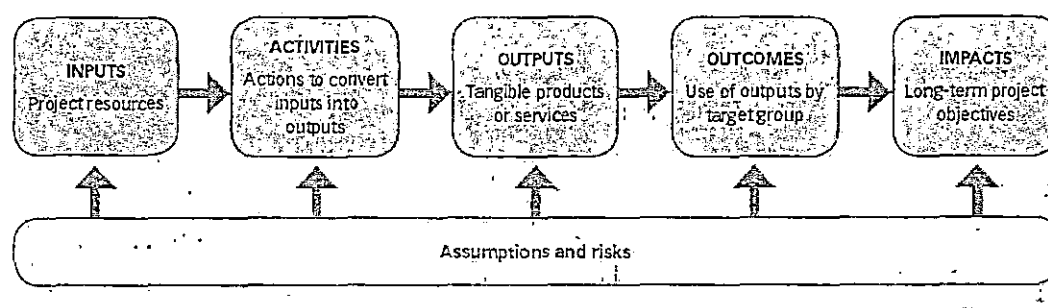 INPUTS
Project resources
ACTIVITIES
Actions to convert
inputs into
outputs
OUTPUTS
Tangible products
or services
OUTCOMES
Use of outputs by
target group
IMPACTS
Long-term project
objectives
Assumptions and risks